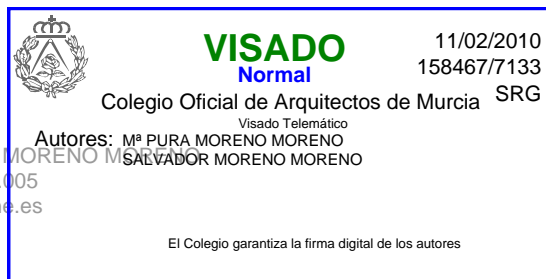 VISADO
11/02/2010
Normal
158467/7133
Colegio Oficial de Arquitectos de Murcia
SRG
Visado Telemático
Autores: Mª PURA MORENO MORENO
MORENO MORENO
SALVADOR MORENO MORENO
005
e.es
El Colegio garantiza la firma digital de los autores